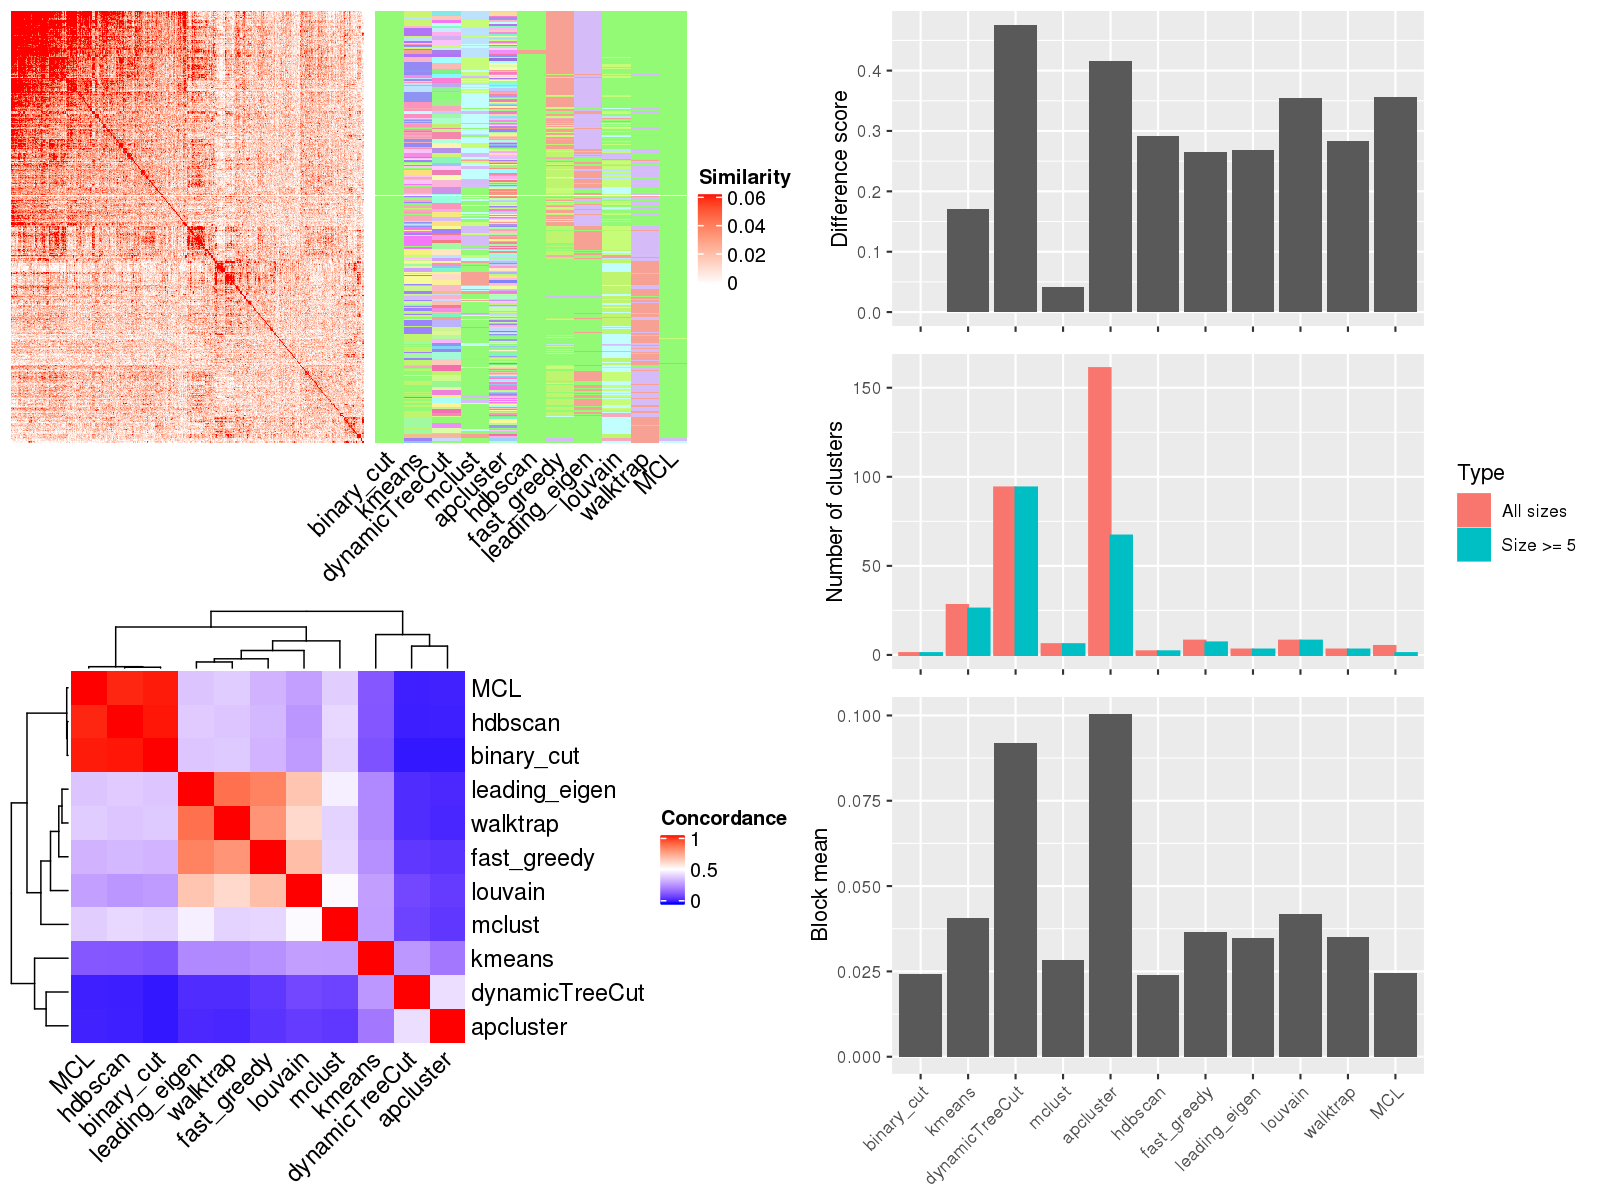 Similarity
0.06
0.04
0.02
0
binary_cut
kmeans
dynamicTreeCut
mclust
apcluster
hdbscan
fast_greedy
leading_eigen
louvain
walktrap
MCL
MCL
hdbscan
binary_cut
leading_eigen
walktrap
fast_greedy
louvain
mclust
kmeans
dynamicTreeCut
apcluster
Concordance
1
0.5
0
MCL
hdbscan
binary_cut
leading_eigen
walktrap
fast_greedy
louvain
mclust
kmeans
dynamicTreeCut
apcluster
Difference score
0.4
0.3
0.2
0.1
0.0
Number of clusters
150
100
50
0
Type
All sizes
Size >= 5
Block mean
0.100
0.075
0.050
0.025
0.000
binary_cut
kmeans
dynamicTreeCut
mclust
apcluster
hdbscan
fast_greedy
leading_eigen
louvain
walktrap
MCL